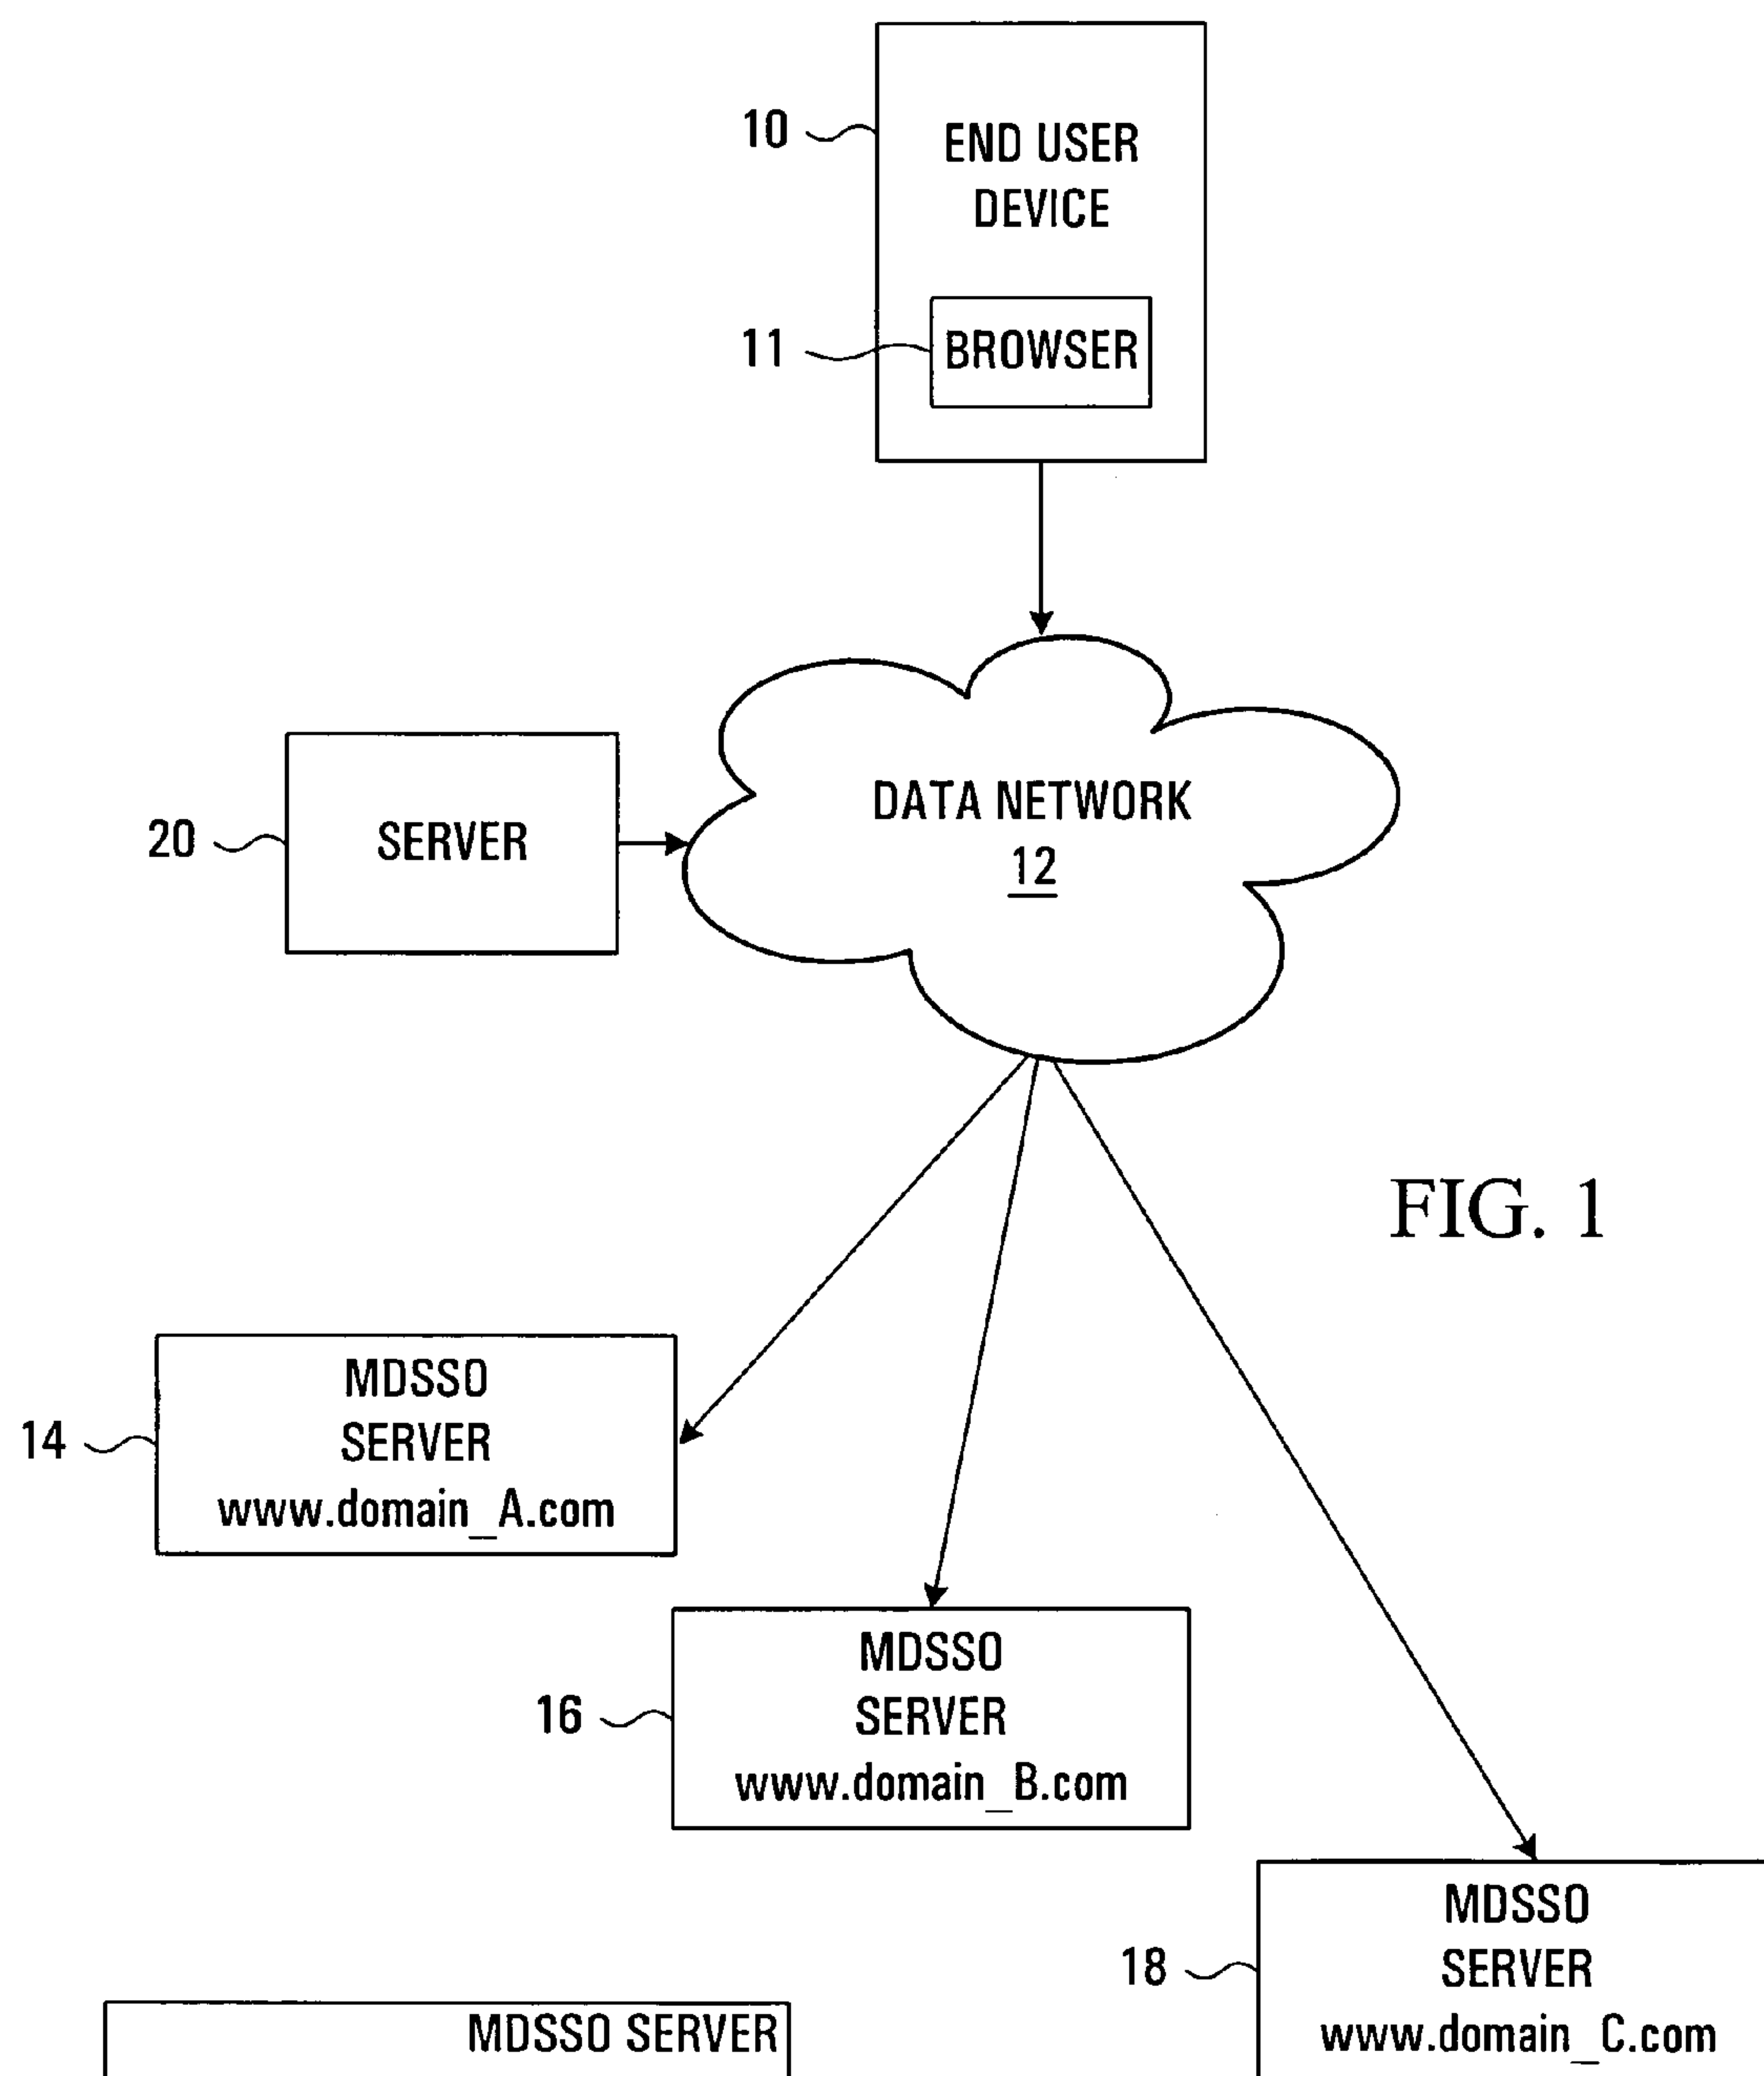 10
END USER
DEVICE
11
BROWSER
DATA NETWORK
12
20
SERVER
FIG. 1
14
MDSSO
SERVER
www.domain_A.com
16
MDSSO
SERVER
www.domain_B.com
18
MDSSO
SERVER
www.domain_C.com
MDSSO SERVER